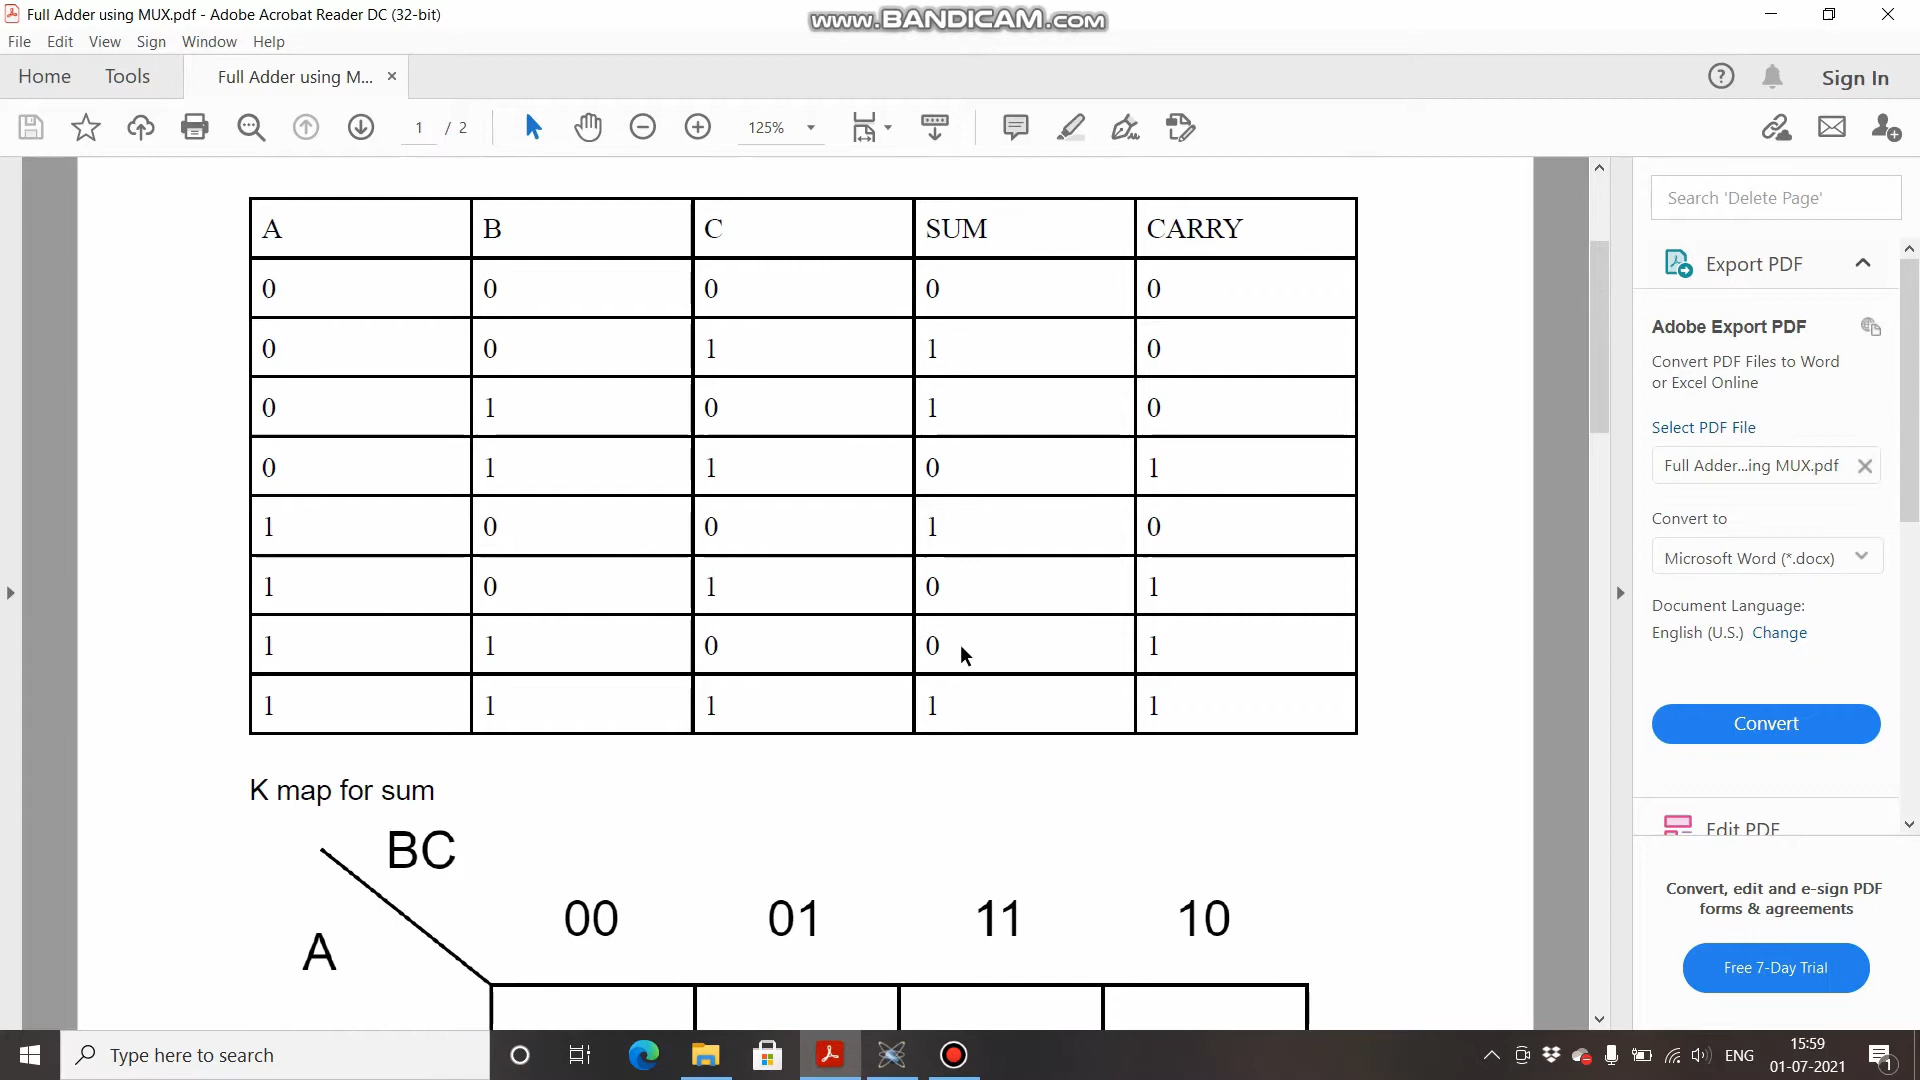 Full Adder using MUX.pdf - Adobe Acrobat Reader DC (32-bit)
www.BANDICAM.com
File Edit View Sign Window Help
Home Tools Full Adder using M... × Sign In
1 / 2 125%
A B C SUM CARRY
0 0 0 0 0
0 0 1 1 0
0 1 0 1 0
0 1 1 0 1
1 0 0 1 0
1 0 1 0 1
1 1 0 0 1
1 1 1 1 1
K map for sum
BC
A
00 01 11 10
Search 'Delete Page'
Export PDF
Adobe Export PDF
Convert PDF Files to Word
or Excel Online
Select PDF File
Full Adder...ing MUX.pdf
Convert to
Microsoft Word (*.docx)
Document Language:
English (U.S.) Change
Convert
Edit PDF
Convert, edit and e-sign PDF
forms & agreements
Free 7-Day Trial
Type here to search
ENG
15:59
01-07-2021
1